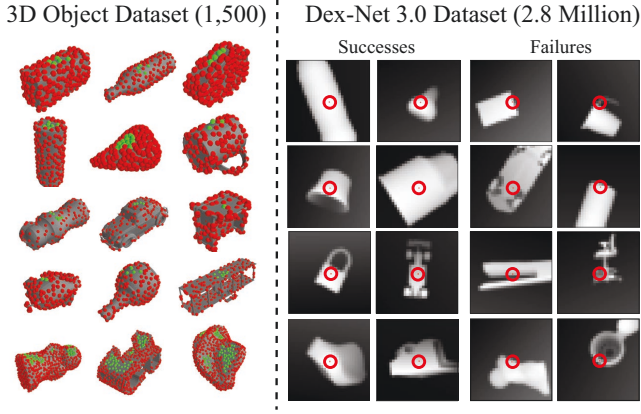 3D Object Dataset (1,500)
Dex-Net 3.0 Dataset (2.8 Million)
Successes
Failures